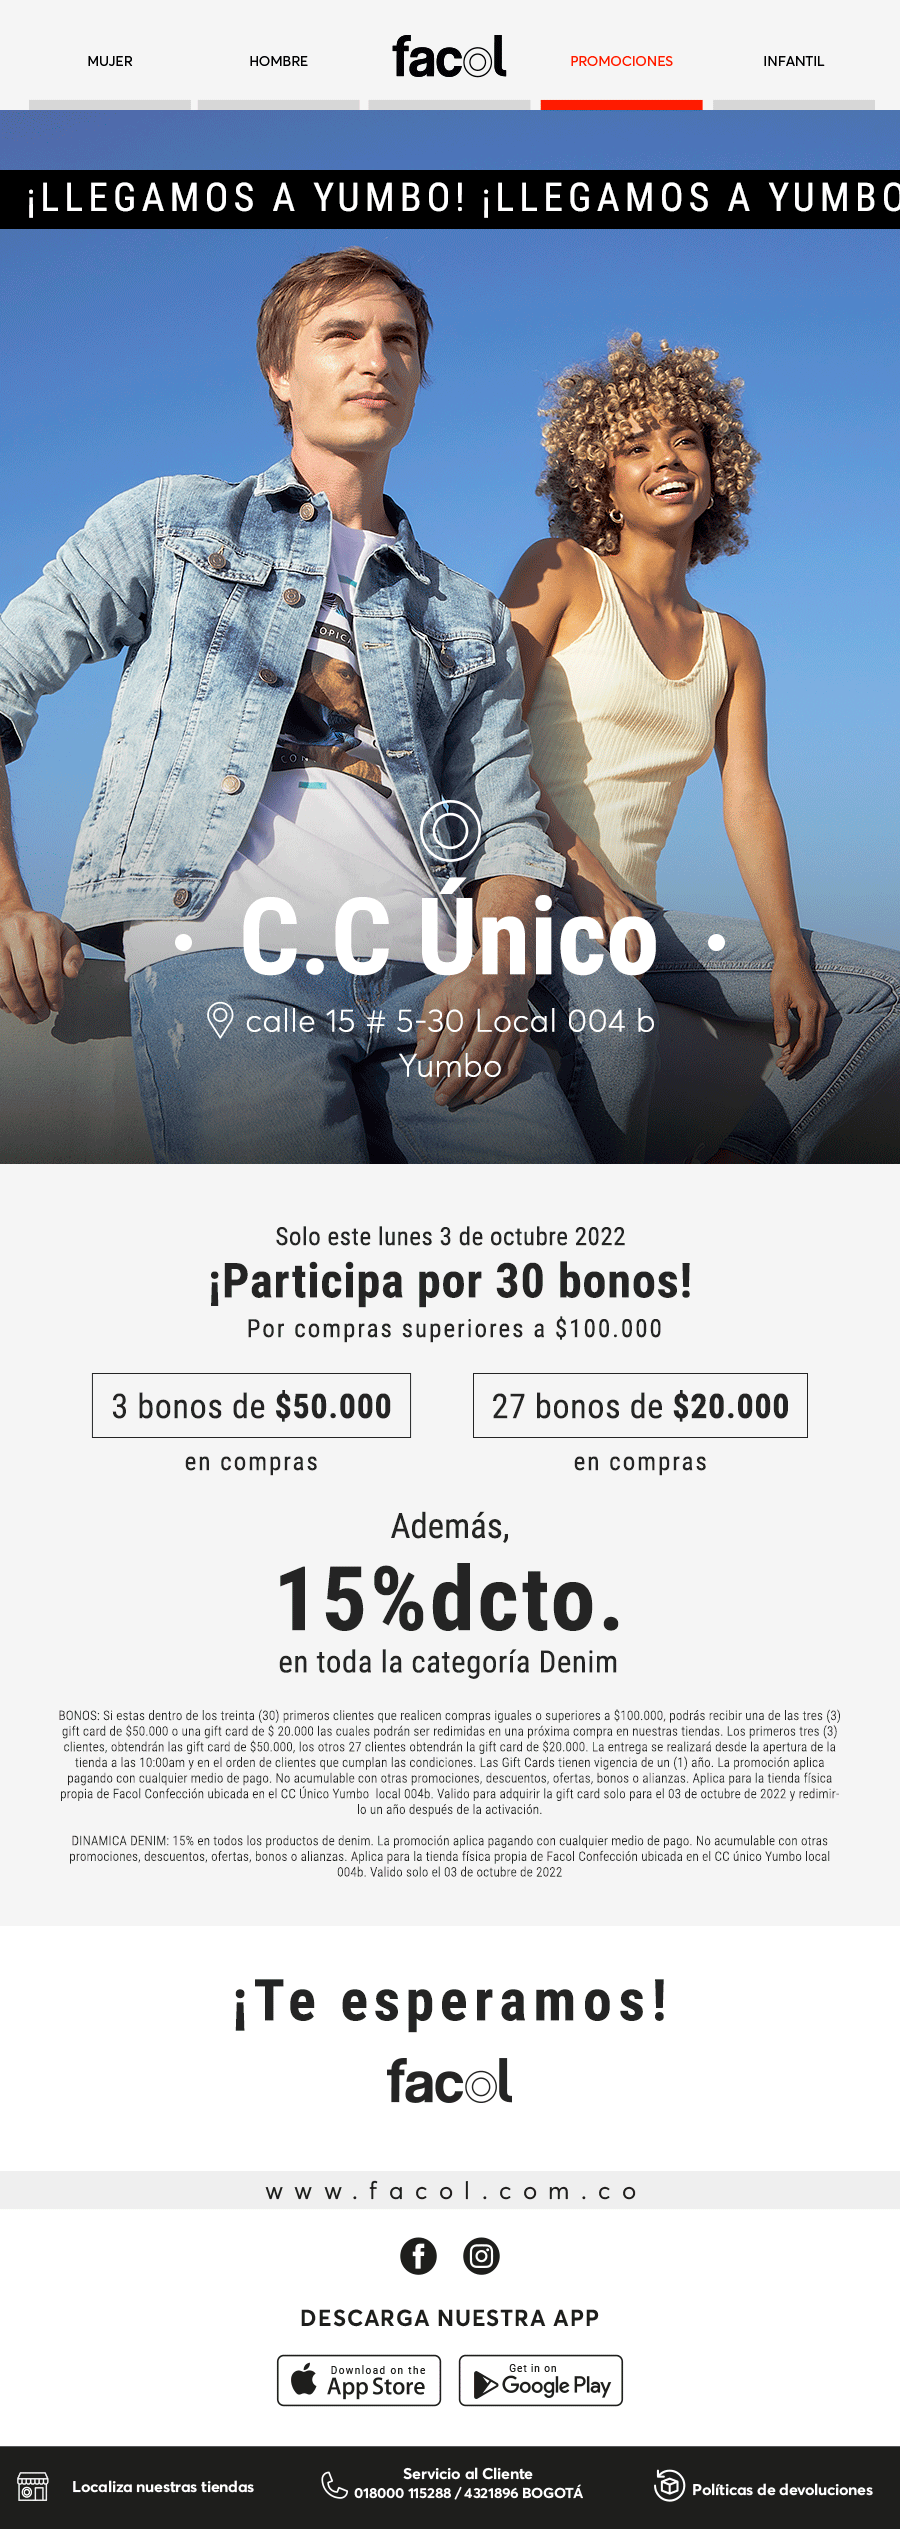 MUJER
HOMBRE
facol
PROMOCIONES
INFANTIL
¡LLEGAMOS A YUMBO! ¡LLEGAMOS A YUMBO
OPIC
CON
C.C Único
calle 15 # 5-30 Local 004 b
Yumbo
Solo este lunes 3 de octubre 2022
¡Participa por 30 bonos!
Por compras superiores a $100.000
3 bonos de $50.000
en compras
27 bonos de $20.000
en compras
Además,
15%dcto.
en toda la categoría Denim
BONOS: Si estas dentro de los treinta (30) primeros clientes que realicen compras iguales o superiores a $100.000, podrás recibir una de las tres (3)
gift card de $50.000 o una gift card de $ 20.000 las cuales podrán ser redimidas en una próxima compra en nuestras tiendas. Los primeros tres (3)
clientes, obtendrán las gift card de $50.000, los otros 27 clientes obtendrán la gift card de $20.000. La entrega se realizará desde la apertura de la
tienda a las 10:00am y en el orden de clientes que cumplan las condiciones. Las Gift Cards tienen vigencia de un (1) año. La promoción aplica
pagando con cualquier medio de pago. No acumulable con otras promociones, descuentos, ofertas, bonos o alianzas. Aplica para la tienda física
propia de Facol Confección ubicada en el CC Único Yumbo local 004b. Valido para adquirir la gift card solo para el 03 de octubre de 2022 y redimir-
lo un año después de la activación.
DINAMICA DENIM: 15% en todos los productos de denim. La promoción aplica pagando con cualquier medio de pago. No acumulable con otras
promociones, descuentos, ofertas, bonos o alianzas. Aplica para la tienda física propia de Facol Confección ubicada en el CC único Yumbo local
004b. Valido solo el 03 de octubre de 2022
¡Te esperamos!
facol
www.facol.com.co
DESCARGA NUESTRA APP
Download on the
App Store
Get in on
Google Play
Localiza nuestras tiendas
Servicio al Cliente
018000 115288 / 4321896 BOGOTÁ
Políticas de devoluciones